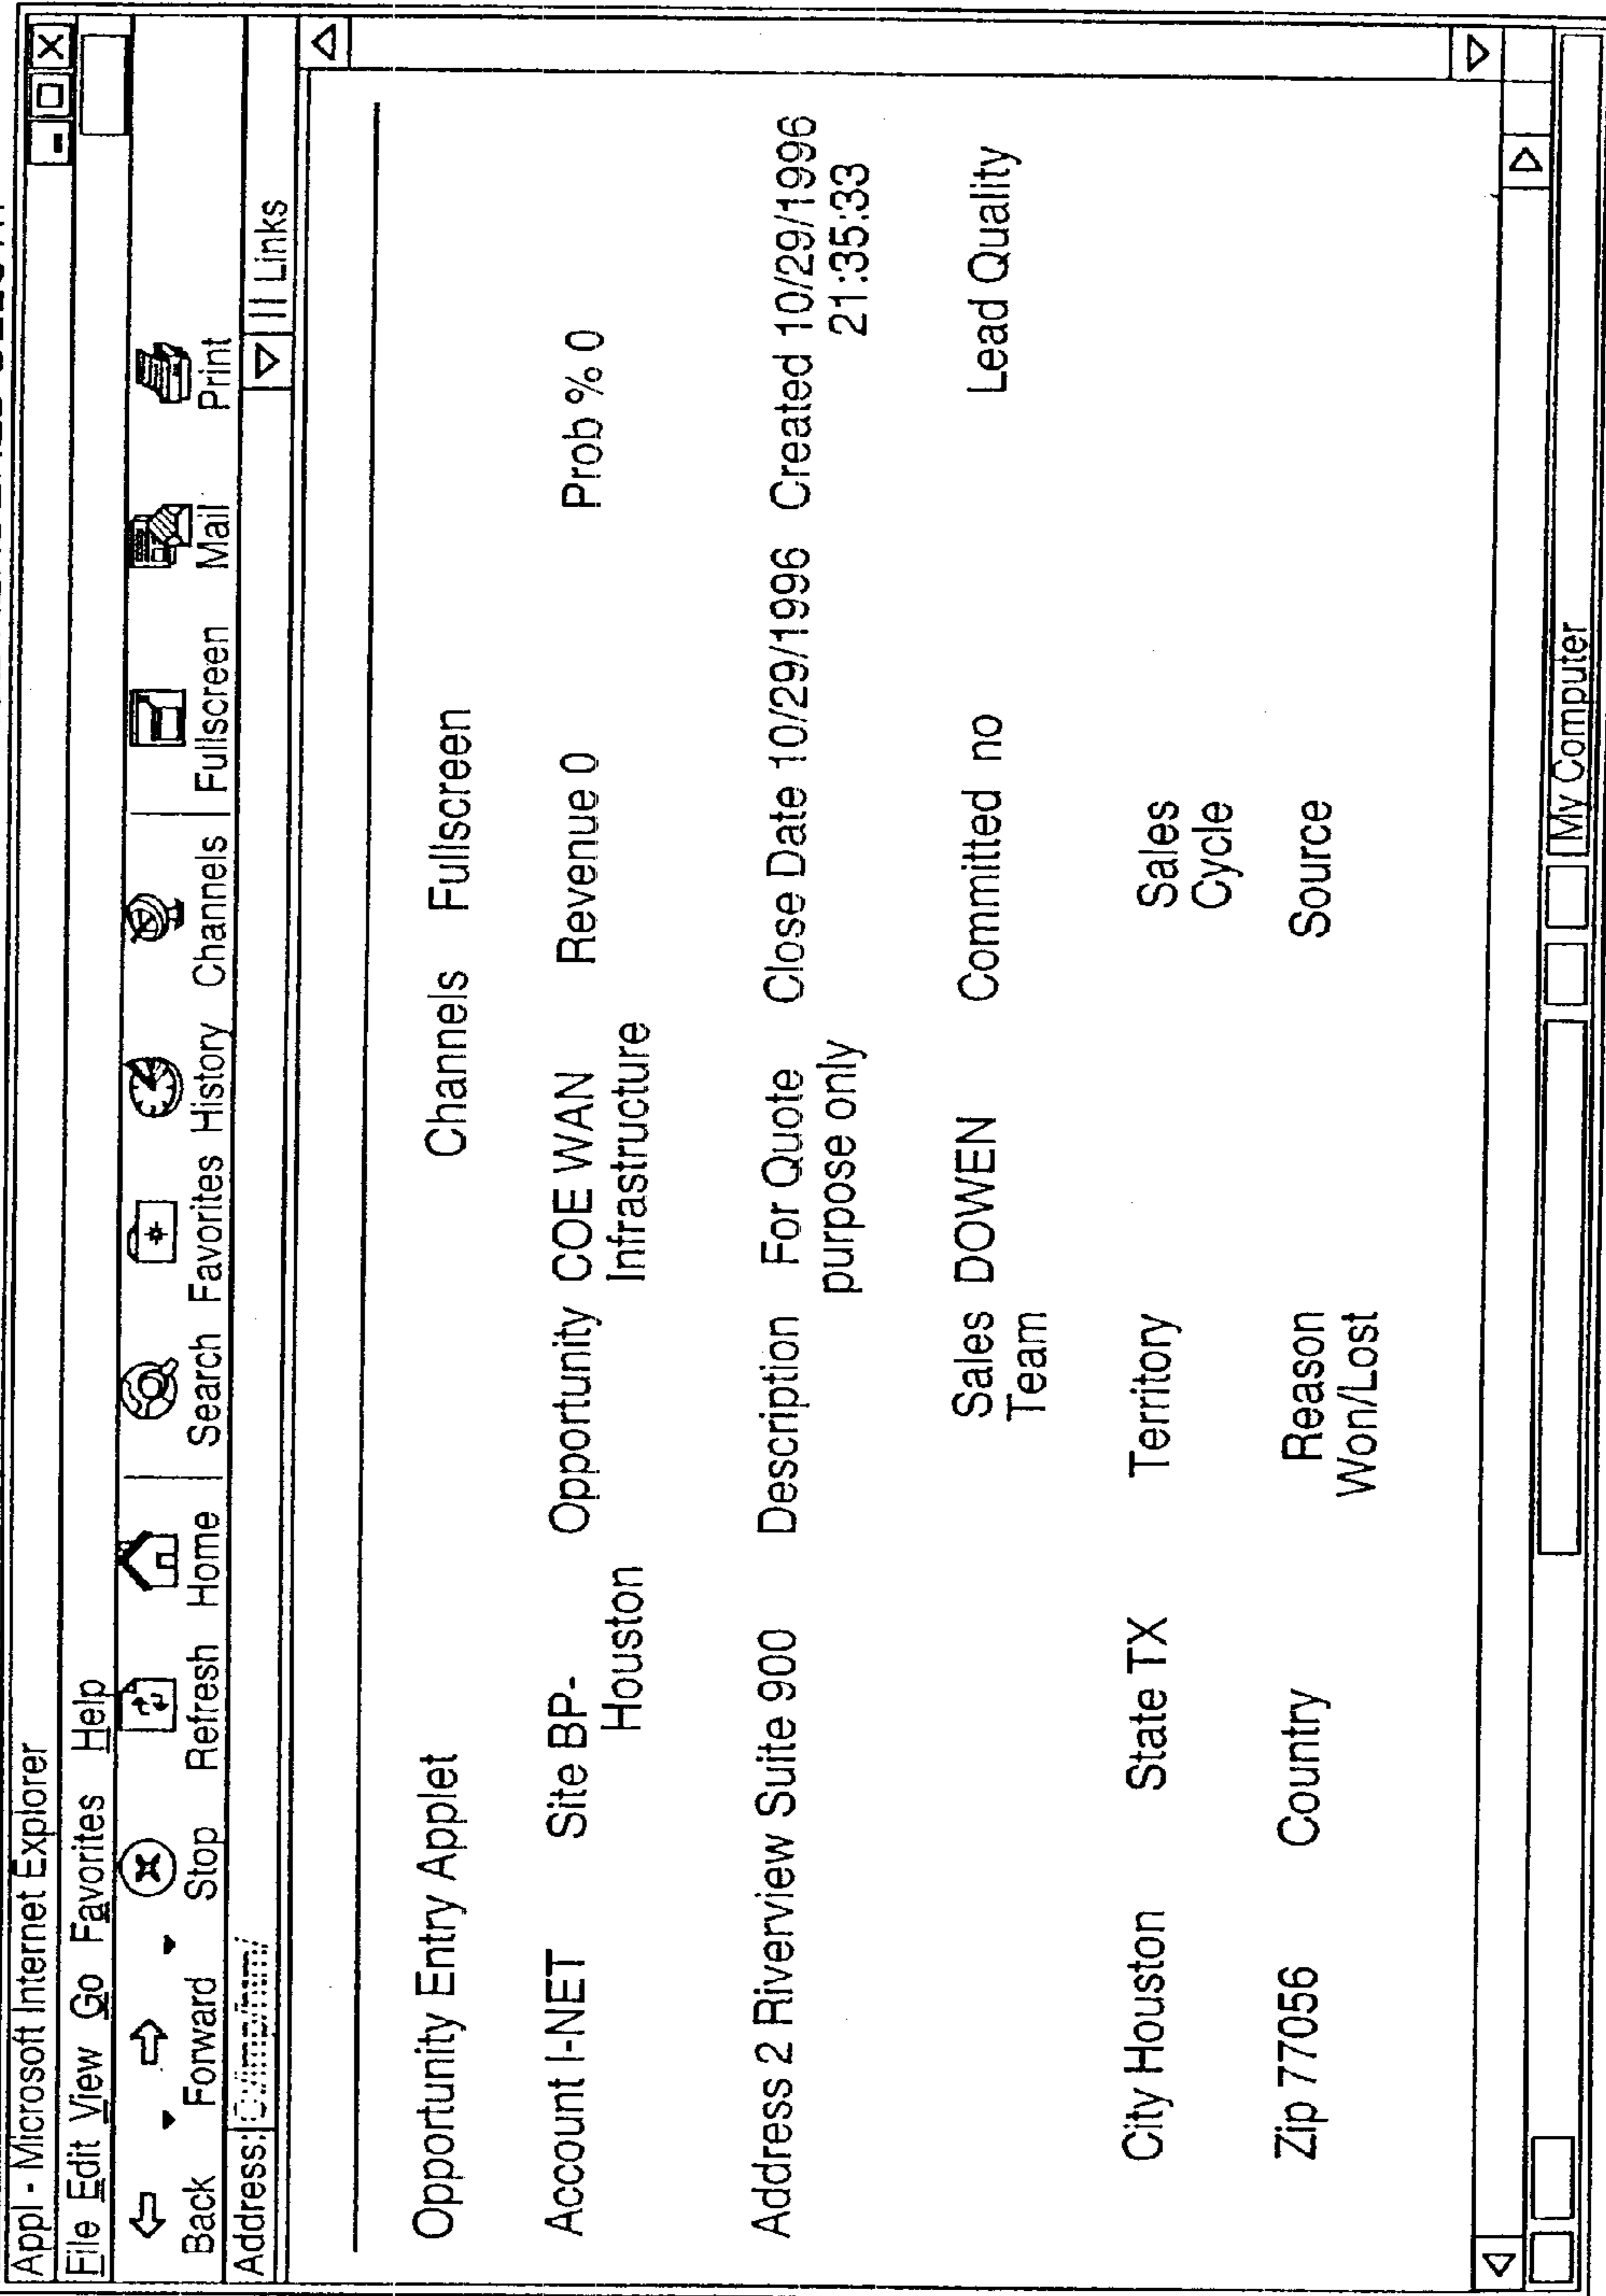 Appl - Microsoft Internet Explorer
File Edit View Go Favorites Help
Back Forward Stop Refresh Home Search Favorites History Channels Fullscreen Mail Print
Address: Links
Opportunity Entry Applet Channels Fullscreen
Account I-NET Site BP- Opportunity COE WAN Revenue 0 Prob % 0
Houston Infrastructure
Address 2 Riverview Suite 900 Description For Quote Close Date 10/29/1996 Created 10/29/1996
purpose only 21:35:33
Sales DOWEN Committed no Lead Quality
Team
City Houston State TX Territory Sales
Cycle
Zip 77056 Country Reason Source
Won/Lost
My Computer